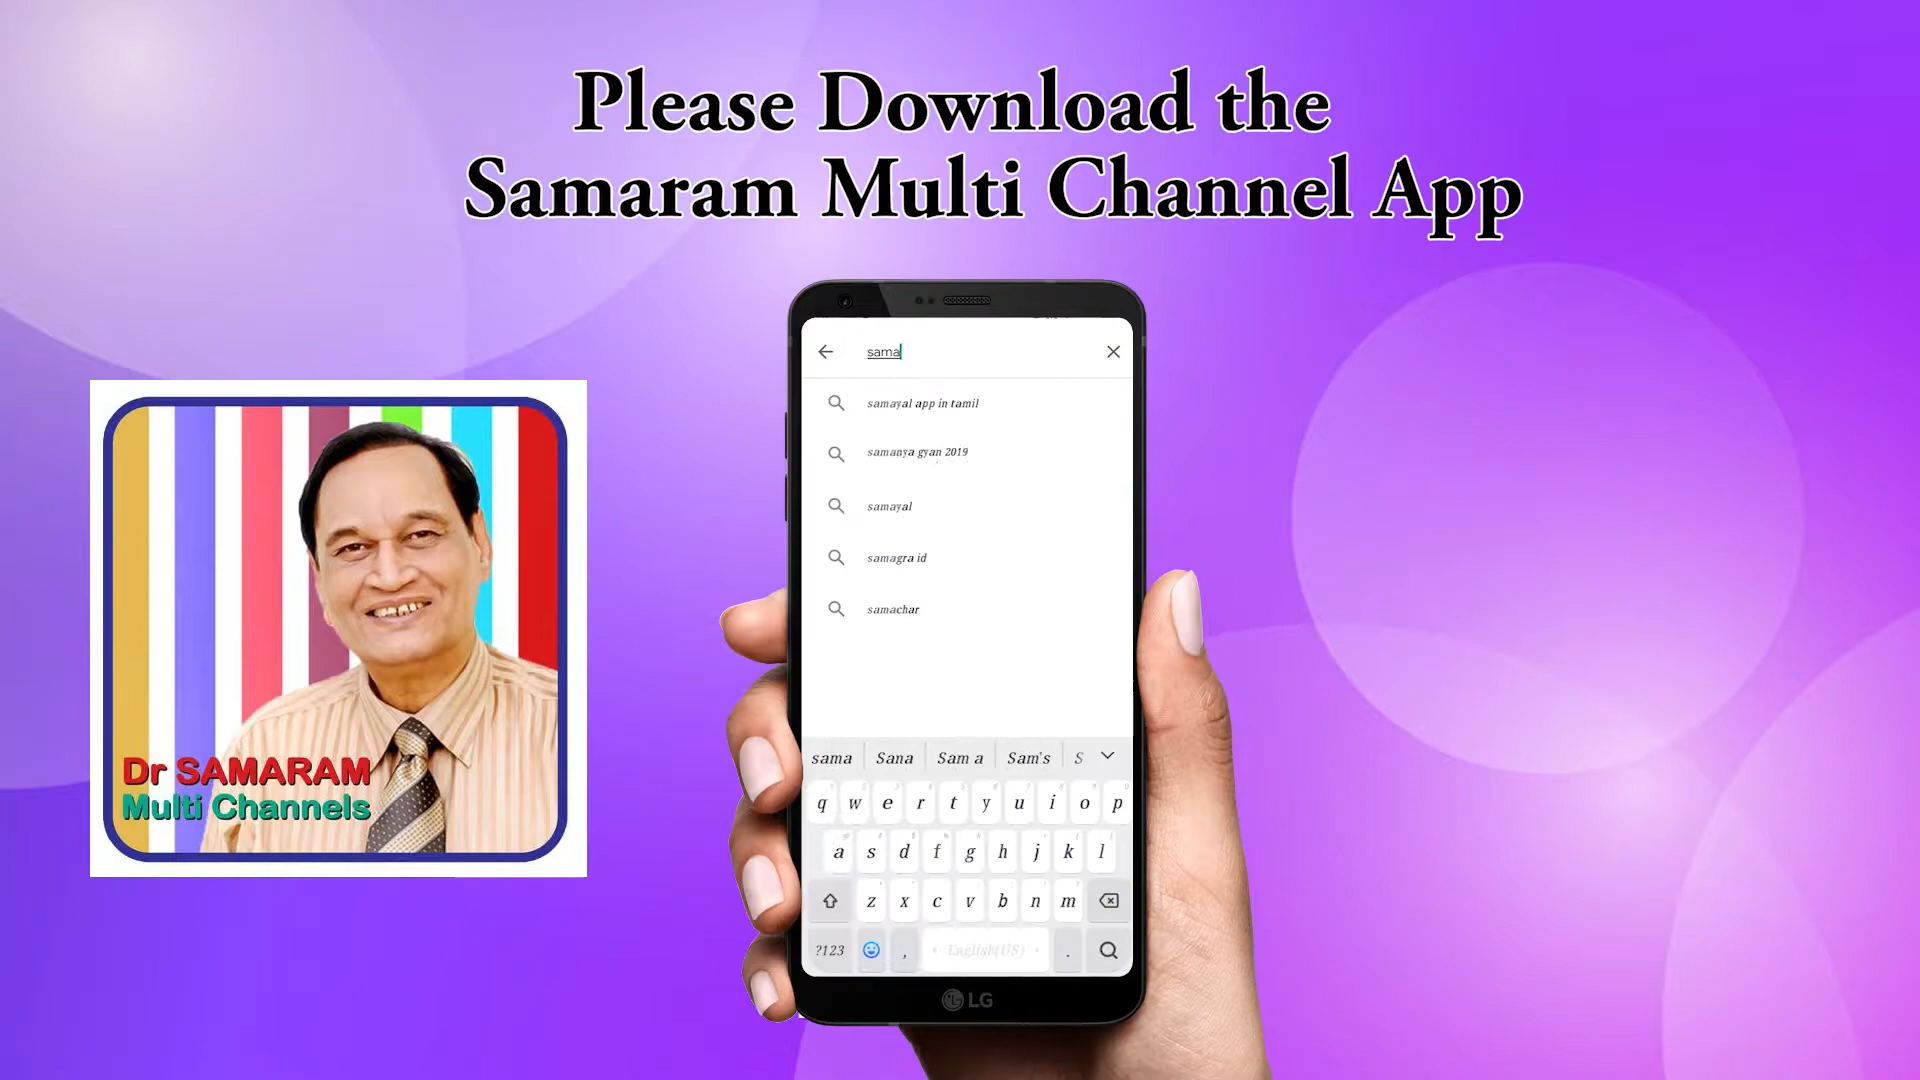 Please Download the
Samaram Multi Channel App
Dr SAMARAM
Multi Channels
sama
samayal app in tamil
samanya gyan 2019
samayal
samagra id
samachar
sama Sana Sam a Sam's S
q w e r t y u i o p
a s d f g h j k l
z x c v b n m
?123 , English(US) .
LG